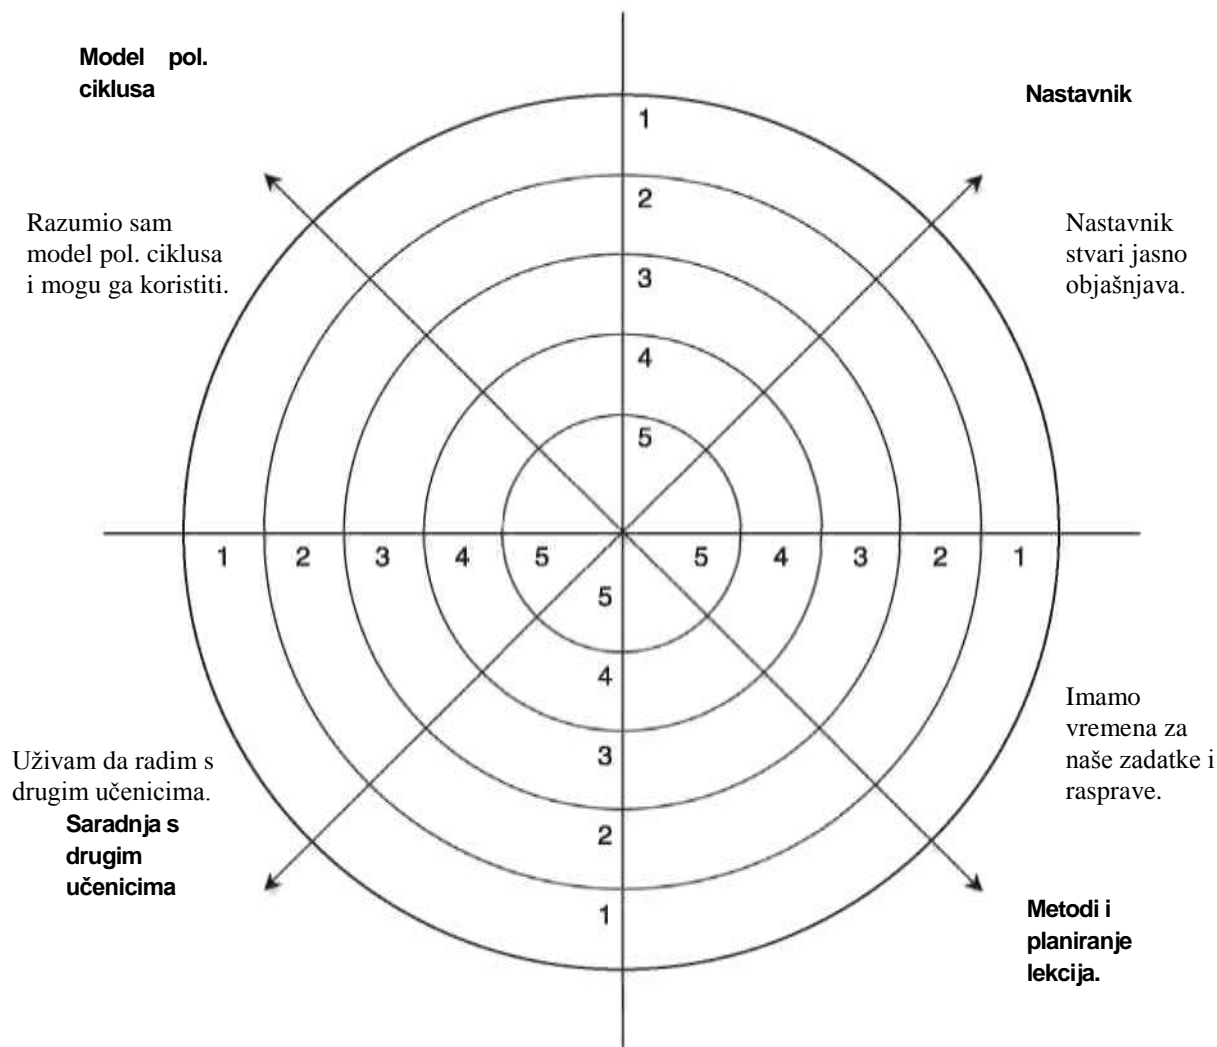 Model pol.
ciklusa
Nastavnik
Razumio sam
model pol. ciklusa
i mogu ga koristiti.
Nastavnik
stvari jasno
objašnjava.
1
2
3
4
5
1 2 3 4 5 5 4 3 2 1
5
4
3
2
1
Uživam da radim s
drugim učenicima.
Saradnja s
drugim
učenicima
Imamo
vremena za
naše zadatke i
rasprave.
Metodi i
planiranje
lekcija.